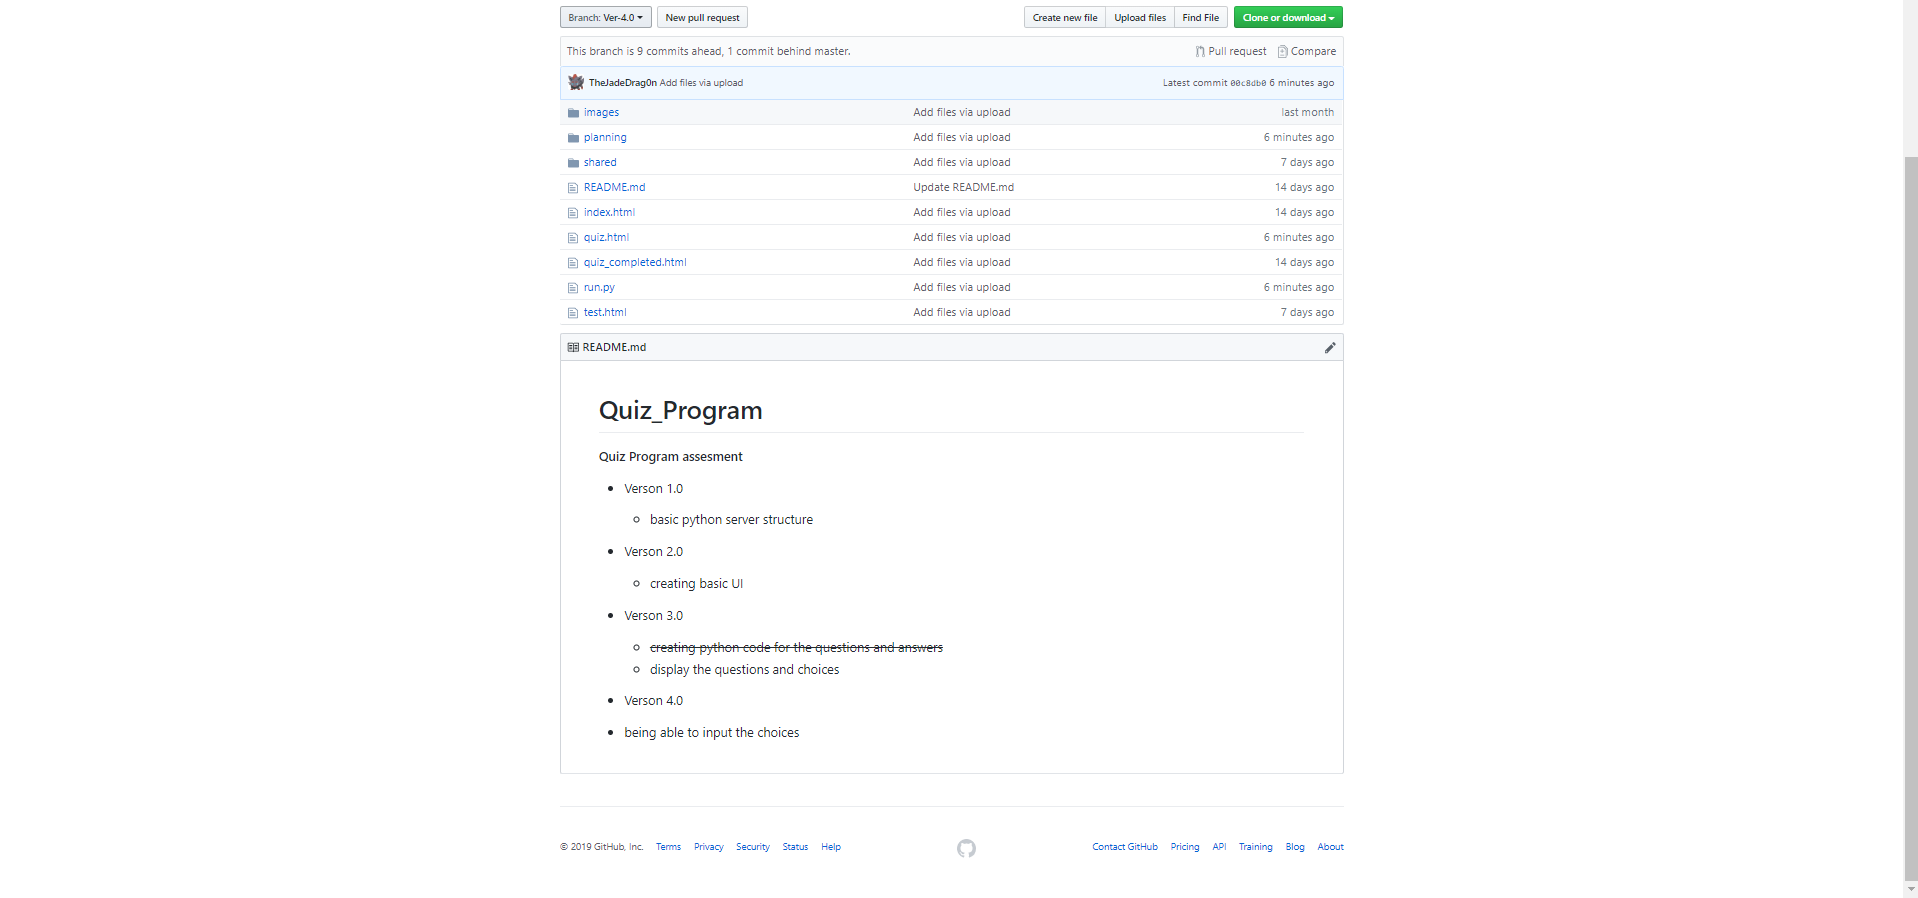 Branch: Ver-4.0 New pull request Create new file Upload files Find File Clone or download
This branch is 9 commits ahead, 1 commit behind master. Pull request Compare
TheJadeDrag0n Add files via upload Latest commit 00c8db0 6 minutes ago
images Add files via upload last month
planning Add files via upload 6 minutes ago
shared Add files via upload 7 days ago
README.md Update README.md 14 days ago
index.html Add files via upload 14 days ago
quiz.html Add files via upload 6 minutes ago
quiz_completed.html Add files via upload 14 days ago
run.py Add files via upload 6 minutes ago
test.html Add files via upload 7 days ago
README.md
Quiz_Program
Quiz Program assesment
Verson 1.0
basic python server structure
Verson 2.0
creating basic UI
Verson 3.0
creating python code for the questions and answers
display the questions and choices
Verson 4.0
being able to input the choices
© 2019 GitHub, Inc. Terms Privacy Security Status Help Contact GitHub Pricing API Training Blog About